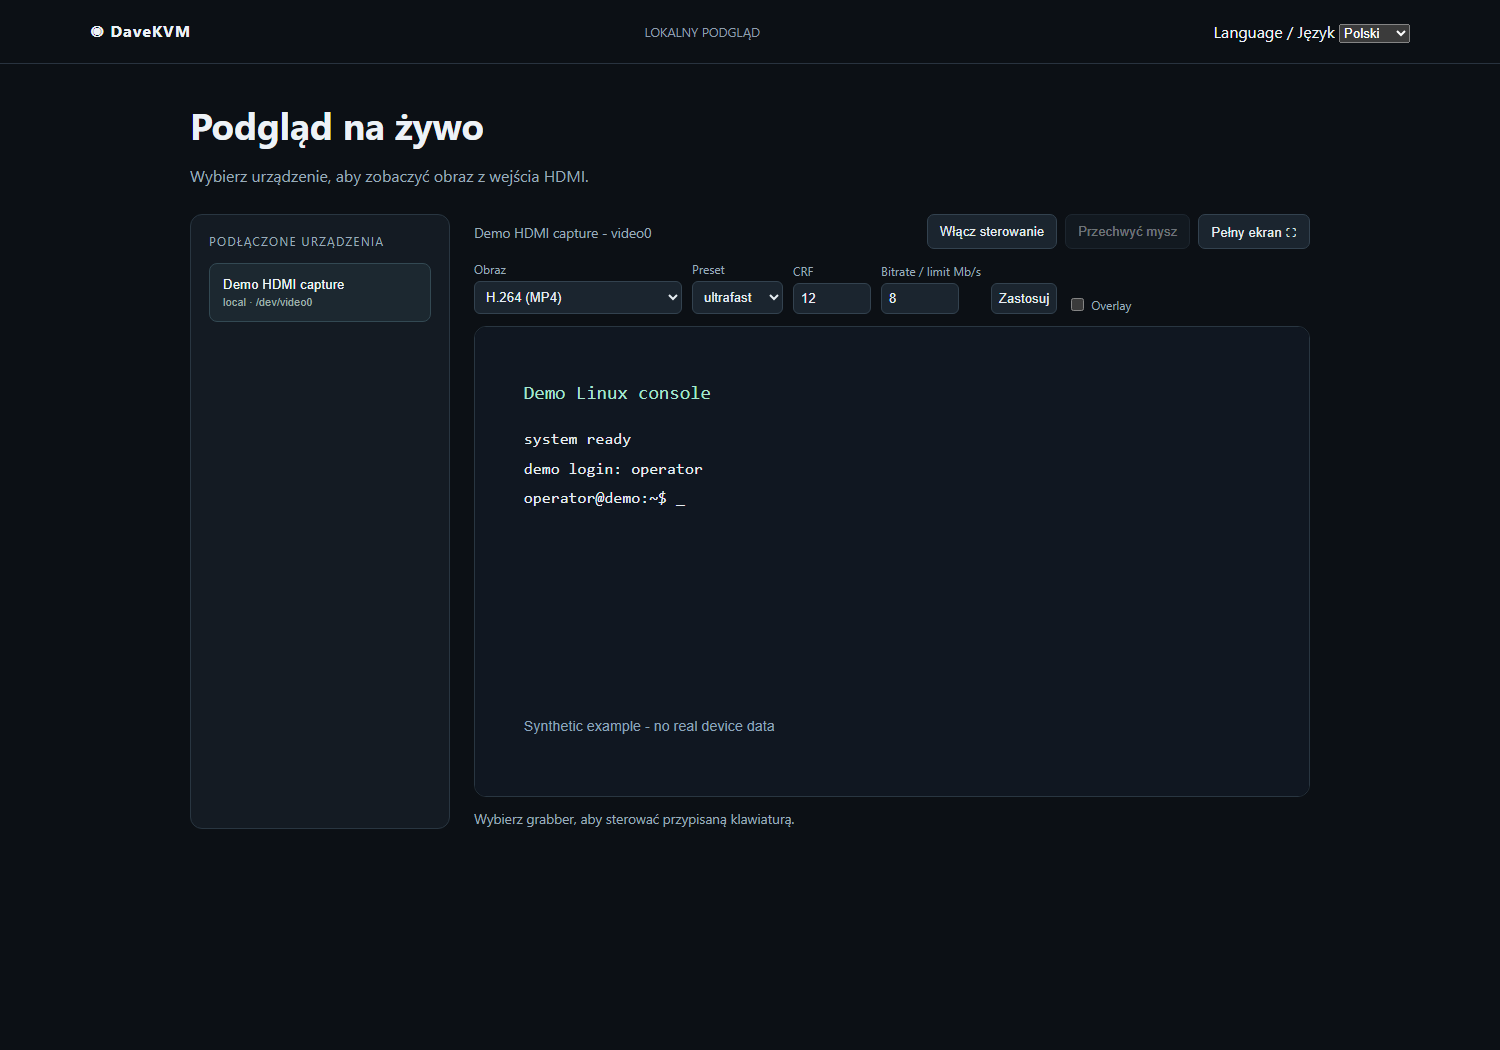 DaveKVM
LOKALNY PODGLĄD
Language / Język Polski
Podgląd na żywo
Wybierz urządzenie, aby zobaczyć obraz z wejścia HDMI.
PODŁĄCZONE URZĄDZENIA
Demo HDMI capture
local · /dev/video0
Demo HDMI capture - video0
Włącz sterowanie
Przechwyć mysz
Pełny ekran ⛶
Obraz
H.264 (MP4)
Preset
ultrafast
CRF
12
Bitrate / limit Mb/s
8
Zastosuj
Overlay
Demo Linux console
system ready
demo login: operator
operator@demo:~$ _
Synthetic example - no real device data
Wybierz grabber, aby sterować przypisaną klawiaturą.